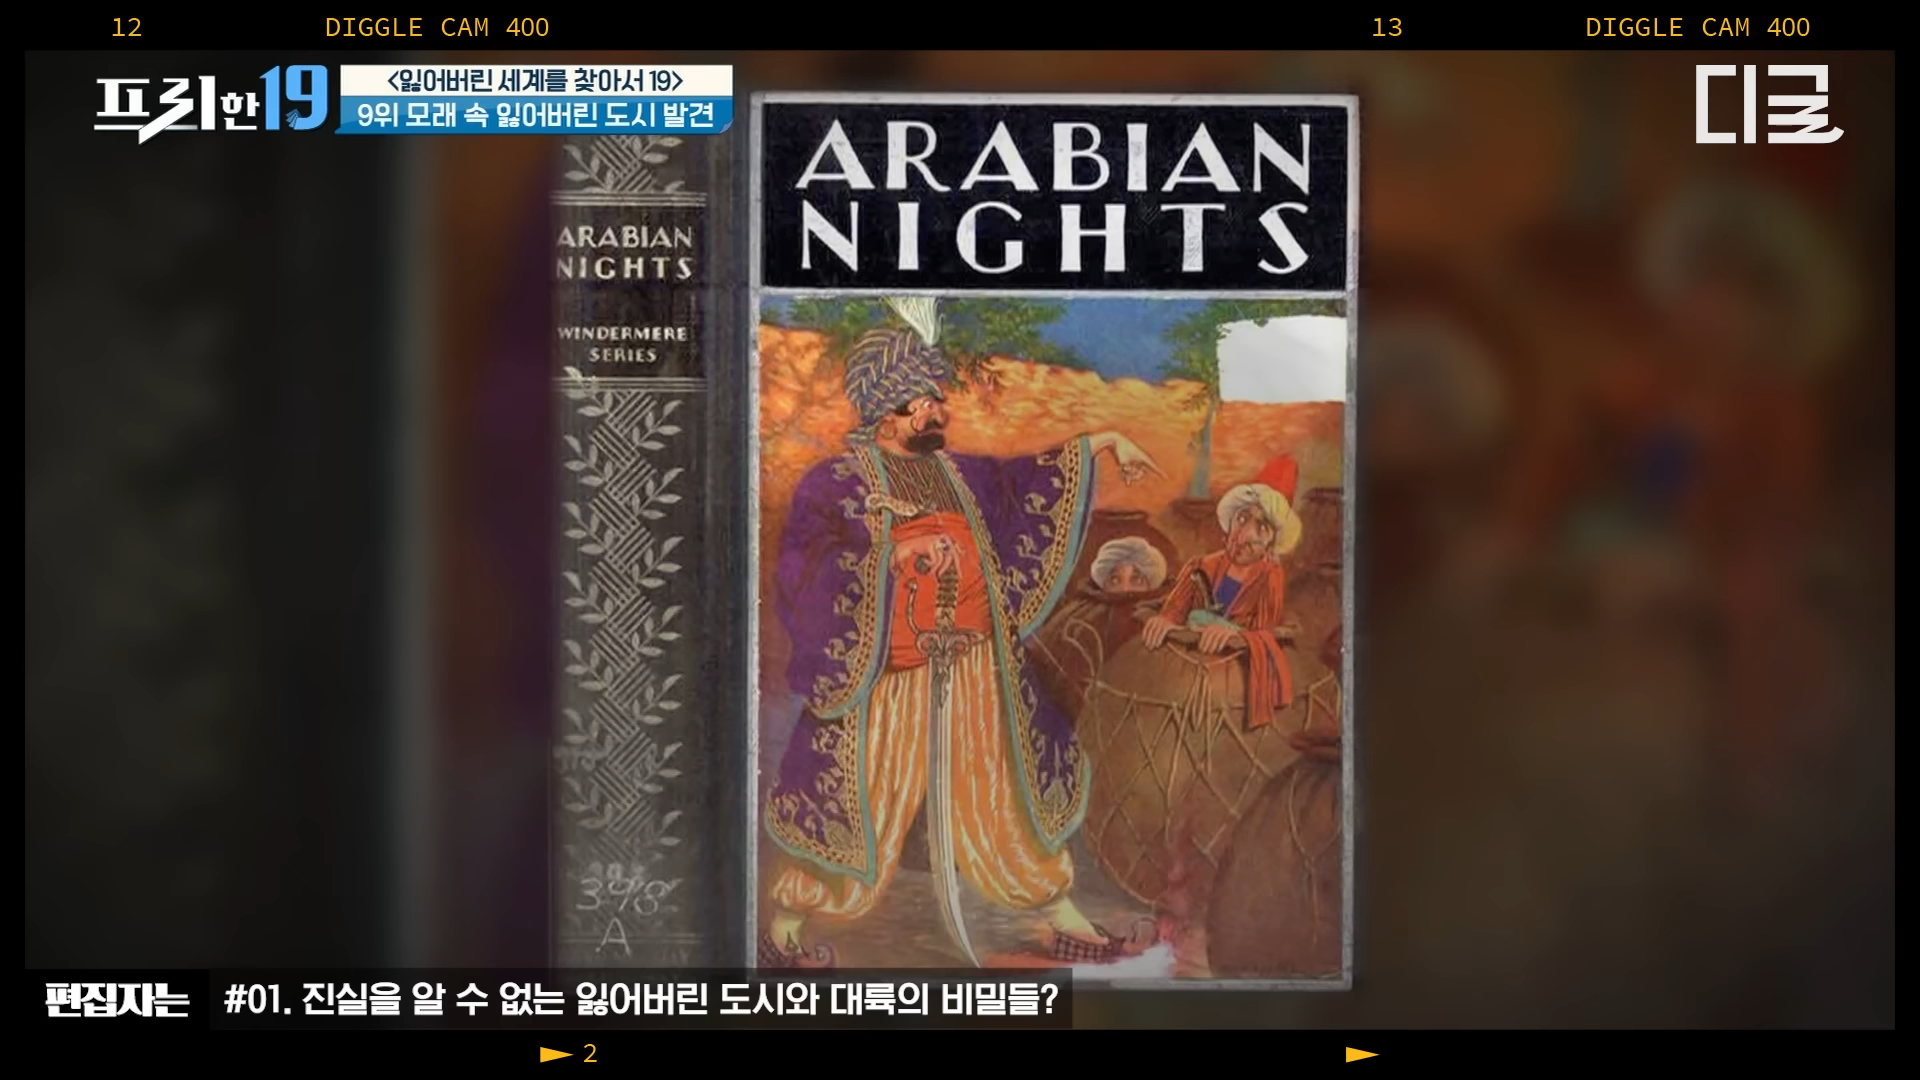 12
DIGGLE CAM 400
13
DIGGLE CAM 400
프리한19
<잃어버린 세계를 찾아서 19>
9위 모래 속 잃어버린 도시 발견
디글
ARABIAN
NIGHTS
WINDERMERE
SERIES
398
A
ARABIAN
NIGHTS
편집자는
#01. 진실을 알 수 없는 잃어버린 도시와 대륙의 비밀들?
2